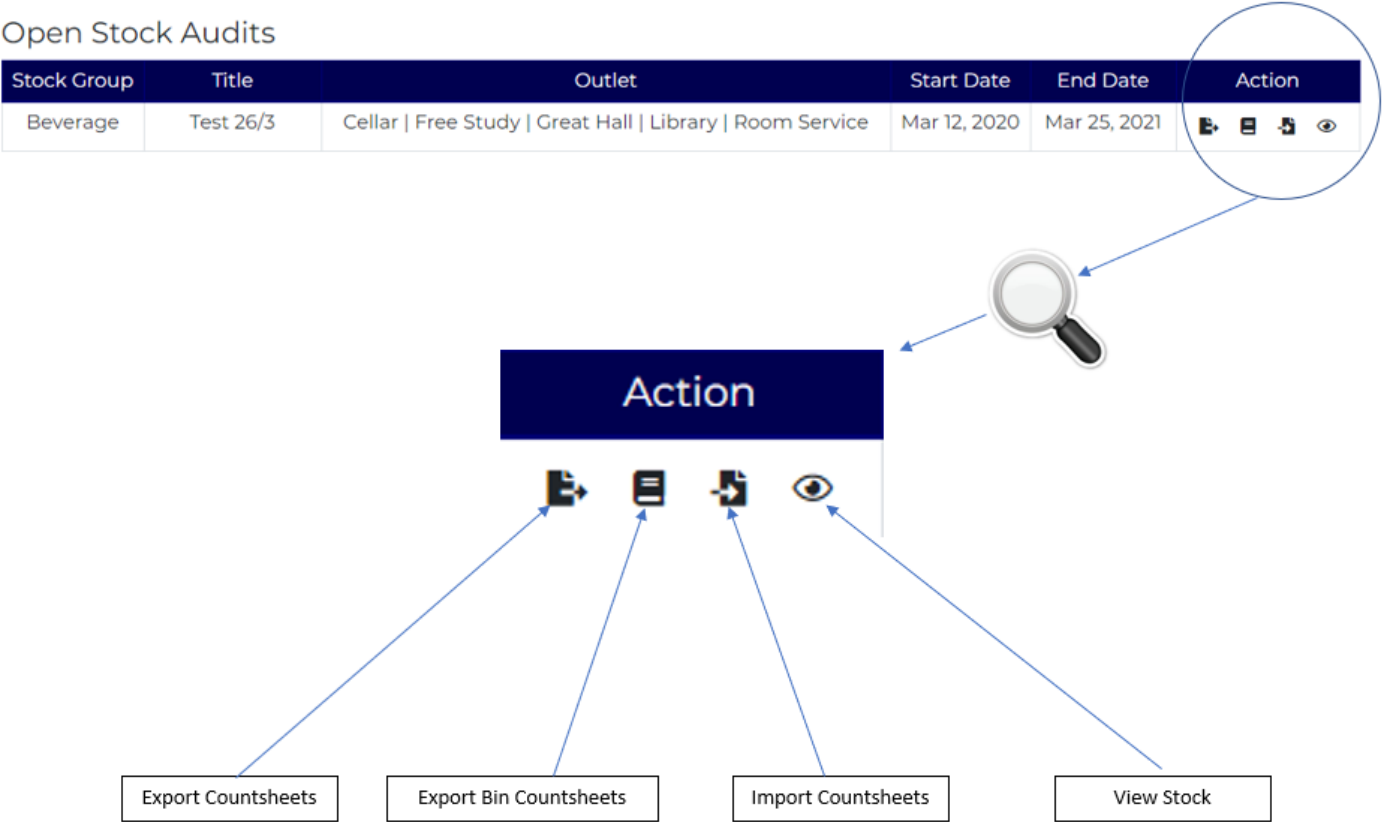 Open Stock Audits
Stock Group Title Outlet Start Date End Date Action
Beverage Test 26/3 Cellar | Free Study | Great Hall | Library | Room Service Mar 12, 2020 Mar 25, 2021
Action
Export Countsheets Export Bin Countsheets Import Countsheets View Stock